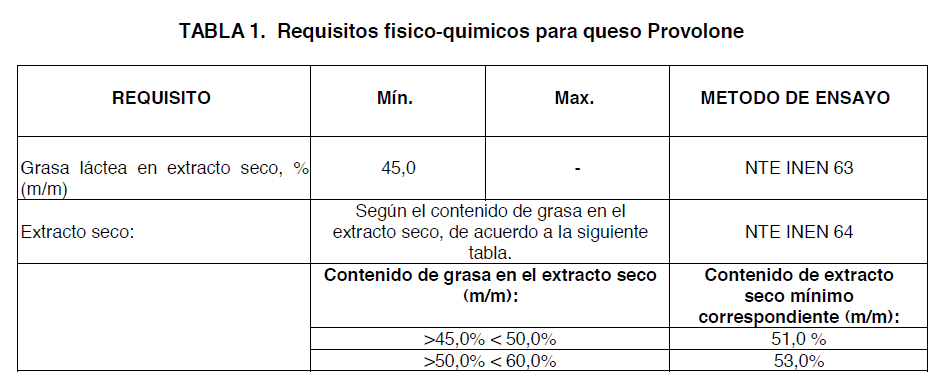 TABLA 1. Requisitos fisico-quimicos para queso Provolone
REQUISITO Mín. Max. METODO DE ENSAYO
Grasa láctea en extracto seco, %
(m/m) 45,0 - NTE INEN 63
Extracto seco: Según el contenido de grasa en el
extracto seco, de acuerdo a la siguiente
tabla. NTE INEN 64
Contenido de grasa en el extracto seco
(m/m):
Contenido de extracto
seco mínimo
correspondiente (m/m):
>45,0% < 50,0% 51,0 %
>50,0% < 60,0% 53,0%